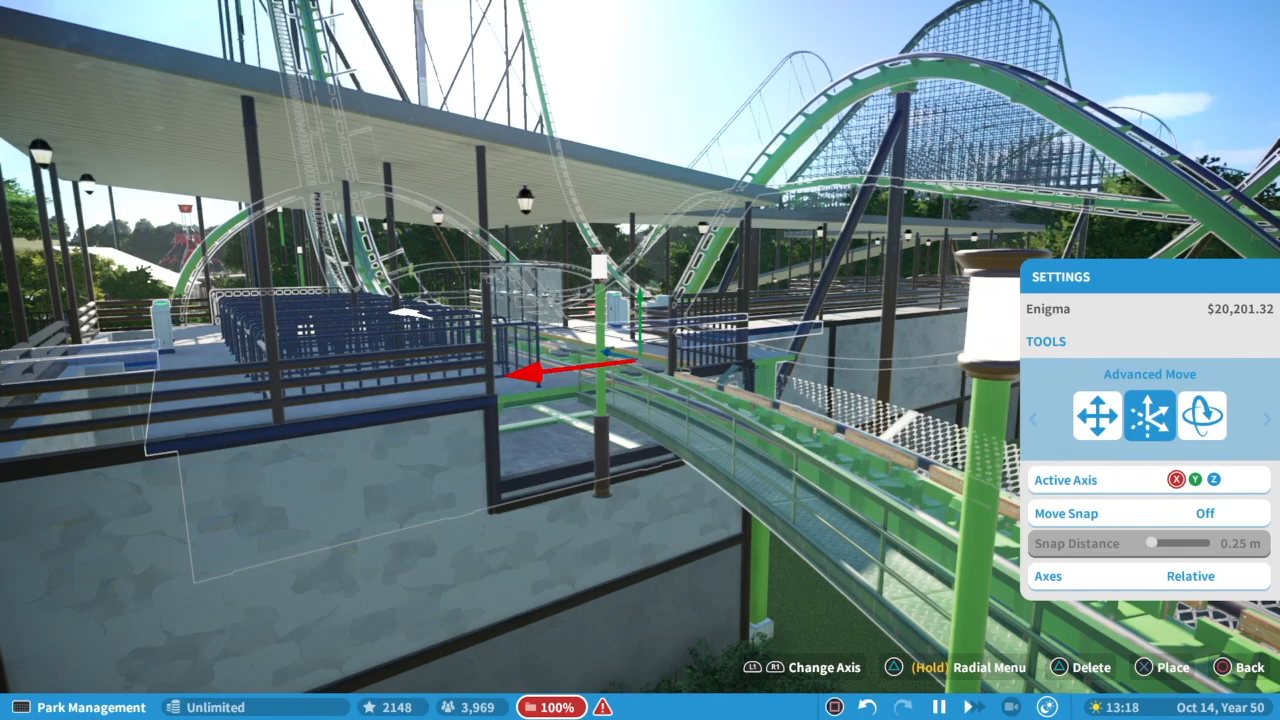 SETTINGS
Enigma $20,201.32
TOOLS
Advanced Move
Active Axis X Y Z
Move Snap Off
Snap Distance 0.25 m
Axes Relative
L1 R1 Change Axis (Hold) Radial Menu Delete Place Back
Park Management Unlimited 2148 3,969 100% 13:18 Oct 14, Year 50